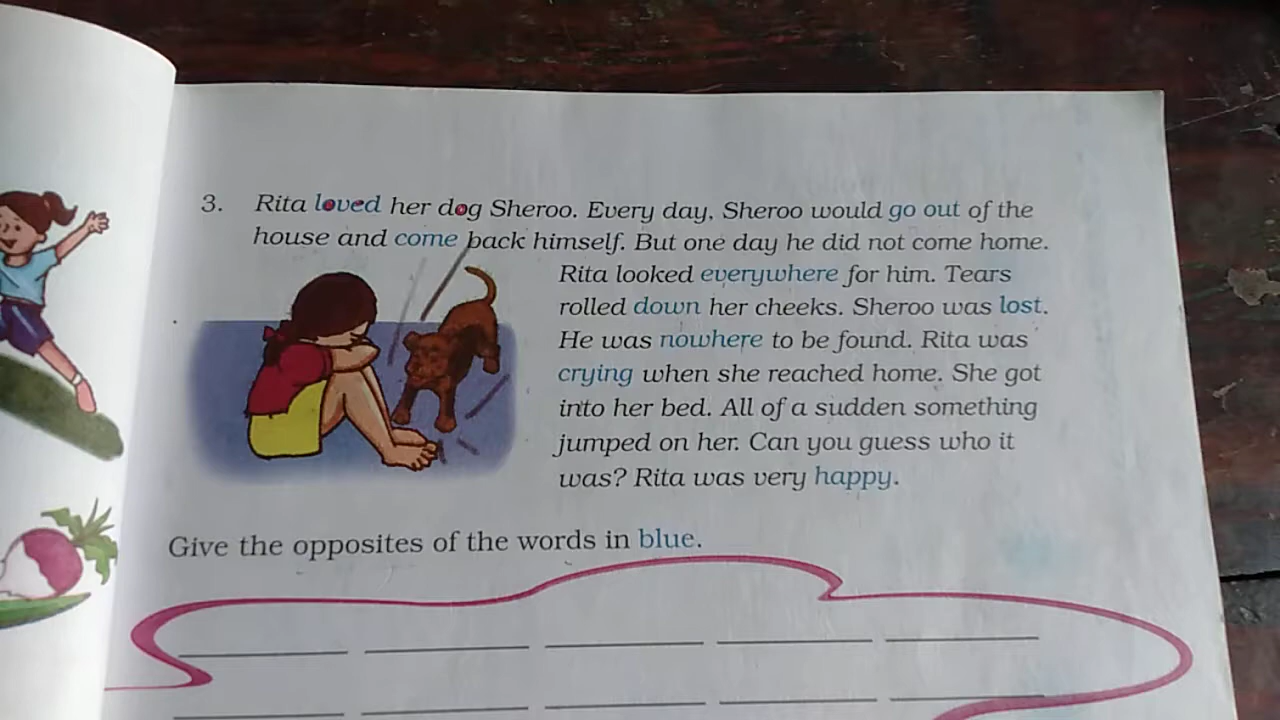 3. Rita loved her dog Sheroo. Every day, Sheroo would go out of the
house and come back himself. But one day he did not come home.
Rita looked everywhere for him. Tears
rolled down her cheeks. Sheroo was lost.
He was nowhere to be found. Rita was
crying when she reached home. She got
into her bed. All of a sudden something
jumped on her. Can you guess who it
was? Rita was very happy.
Give the opposites of the words in blue.